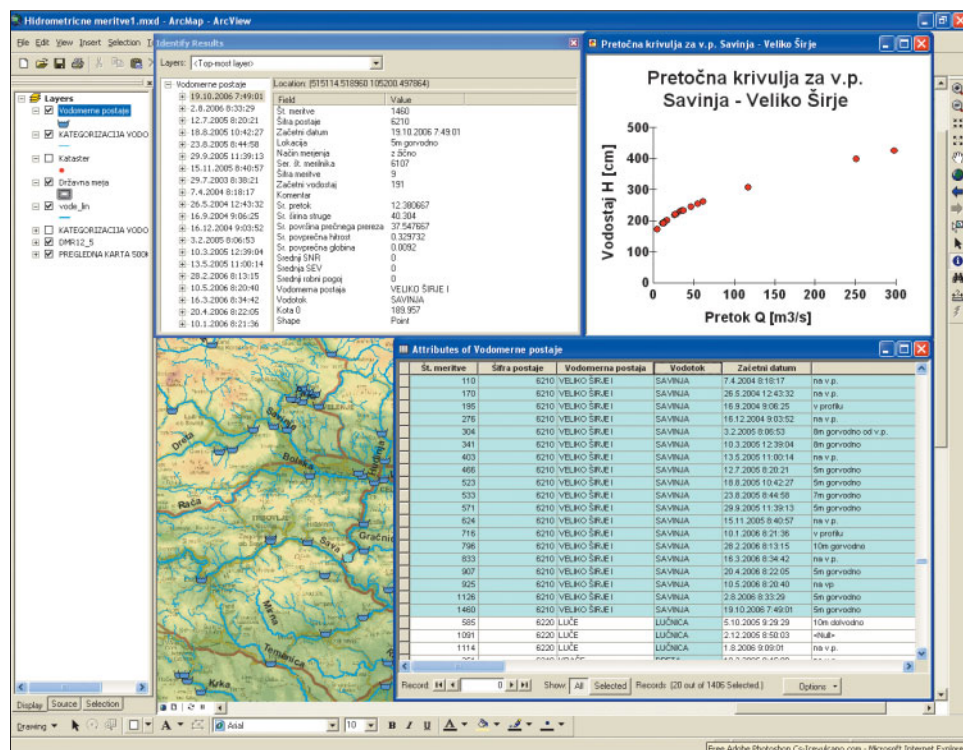 Hidrometricne meritve1.mxd - ArcMap - ArcView
File Edit View Insert Selection
Layers
Vodomerne postaje
KATEGORIZACIJA VODO
Kataster
Državna meja
vode_lin
KATEGORIZACIJA VODO
DMR12_5
PREGLEDNA KARTA 500K
Display Source Selection
Identify Results
Layers: <Top-most layer>
Vodomerne postaje
19.10.2006 7:49:01
2.8.2006 8:33:29
12.7.2005 8:20:21
18.8.2005 10:42:27
23.8.2005 8:44:58
29.9.2005 11:39:13
15.11.2005 8:40:57
29.7.2003 8:38:21
7.4.2004 8:18:17
26.5.2004 12:43:32
16.9.2004 9:06:25
16.12.2004 9:03:52
3.2.2005 8:06:53
10.3.2005 12:39:04
13.5.2005 11:00:14
28.2.2006 8:13:15
10.5.2006 8:20:40
16.3.2006 8:34:42
20.4.2006 8:22:05
10.1.2006 8:21:36
Location: (515114.518960 105200.497864)
Field Value
Št. meritve 1460
Šifra postaje 6210
Začetni datum 19.10.2006 7:49:01
Lokacija 5m gorvodno
Način merjenja z žično
Ser. št. merilnika 6107
Šifra meritve 9
Začetni vodostaj 191
Komentar
Sr. pretok 12.380667
Sr. širina struge 40.304
Sr. površina prečnega prereza 37.547667
Sr. povprečna hitrost 0.329732
Sr. povprečna globina 0.0092
Srednji SNR 0
Srednja SEV 0
Srednji robni pogoj 0
Vodomerna postaja VELIKO ŠIRJE I
Vodotok SAVINJA
Kota 0 189.957
Shape Point
Pretočna krivulja za v.p. Savinja - Veliko Širje
Pretočna krivulja za v.p.
Savinja - Veliko Širje
Vodostaj H [cm]
500
400
300
200
100
0
0 50 100 150 200 250 300
Pretok Q [m3/s]
Savinja
Dreta
Bolska
Hudinja
Rača
Gračnic
Sava
Mirna
Temenica
Krka
Attributes of Vodomerne postaje
Št. meritve Šifra postaje Vodomerna postaja Vodotok Začetni datum
110 6210 VELIKO ŠIRJE I SAVINJA 7.4.2004 8:18:17 na v.p.
170 6210 VELIKO ŠIRJE I SAVINJA 26.5.2004 12:43:32 na v.p.
195 6210 VELIKO ŠIRJE I SAVINJA 16.9.2004 9:06:25 v profilu
276 6210 VELIKO ŠIRJE I SAVINJA 16.12.2004 9:03:52 na v.p.
304 6210 VELIKO ŠIRJE I SAVINJA 3.2.2005 8:06:53 8m gorvodno od v.p.
341 6210 VELIKO ŠIRJE I SAVINJA 10.3.2005 12:39:04 8m gorvodno
403 6210 VELIKO ŠIRJE I SAVINJA 13.5.2005 11:00:14 na v.p.
466 6210 VELIKO ŠIRJE I SAVINJA 12.7.2005 8:20:21 5m gorvodno
523 6210 VELIKO ŠIRJE I SAVINJA 18.8.2005 10:42:27 5m gorvodno
533 6210 VELIKO ŠIRJE I SAVINJA 23.8.2005 8:44:58 7m gorvodno
571 6210 VELIKO ŠIRJE I SAVINJA 29.9.2005 11:39:13 5m gorvodno
624 6210 VELIKO ŠIRJE I SAVINJA 15.11.2005 8:40:57 na v.p.
716 6210 VELIKO ŠIRJE I SAVINJA 10.1.2006 8:21:36 v profilu
796 6210 VELIKO ŠIRJE I SAVINJA 28.2.2006 8:13:15 10m gorvodno
833 6210 VELIKO ŠIRJE I SAVINJA 16.3.2006 8:34:42 na v.p.
907 6210 VELIKO ŠIRJE I SAVINJA 20.4.2006 8:22:05 5m gorvodno
925 6210 VELIKO ŠIRJE I SAVINJA 10.5.2006 8:20:40 na vp
1126 6210 VELIKO ŠIRJE I SAVINJA 2.8.2006 8:33:29 5m gorvodno
1460 6210 VELIKO ŠIRJE I SAVINJA 19.10.2006 7:49:01 5m gorvodno
585 6220 LUČE LUČNICA 5.10.2005 9:29:29 10m dolvodno
1091 6220 LUČE LUČNICA 2.12.2005 8:50:03 <Null>
1114 6220 LUČE LUČNICA 1.8.2006 9:09:01 na v.p.
Record: 0 Show: All Selected Records (20 out of 1406 Selected.) Options
Drawing A Arial 10 B I U A
Free Adobe Photoshop Cs-Icevulcano.com - Microsoft Internet Explore